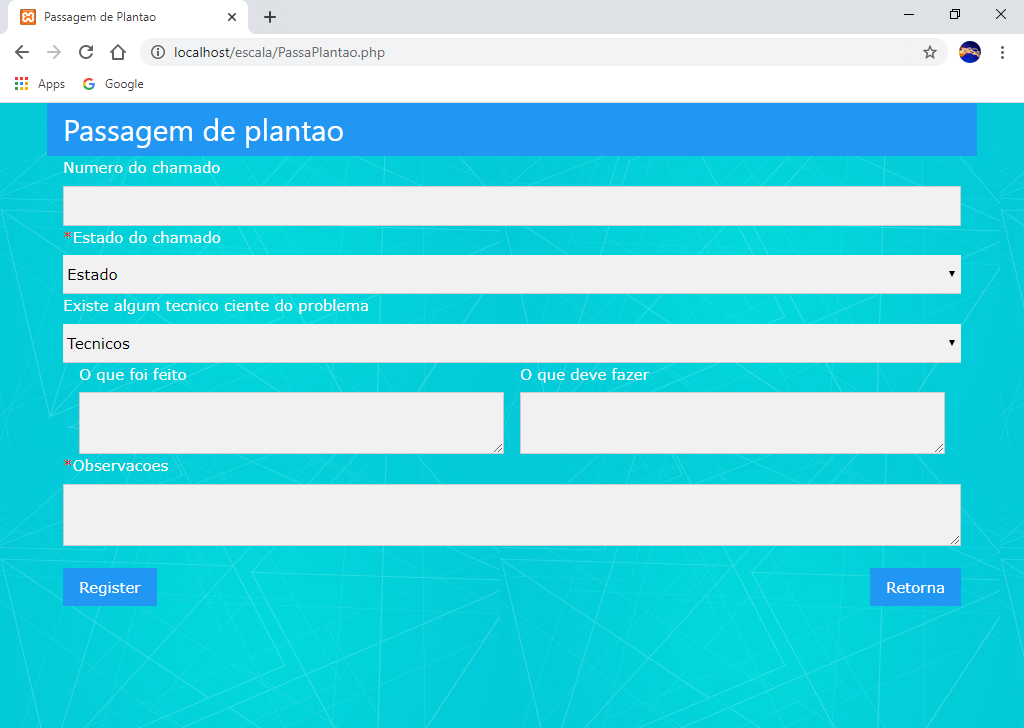 Passagem de Plantao
localhost/escala/PassaPlantao.php
Apps Google
Passagem de plantao
Numero do chamado
*Estado do chamado
Estado
Existe algum tecnico ciente do problema
Tecnicos
O que foi feito O que deve fazer
*Observacoes
Register Retorna